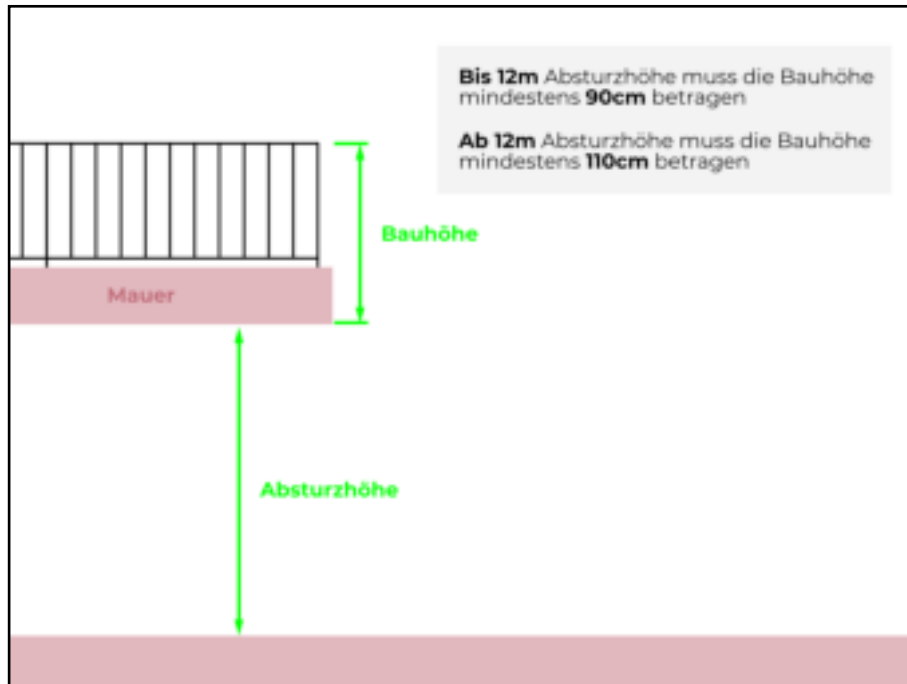 Bis 12m Absturzhöhe muss die Bauhöhe
mindestens 90cm betragen
Ab 12m Absturzhöhe muss die Bauhöhe
mindestens 110cm betragen
Bauhöhe
Mauer
Absturzhöhe